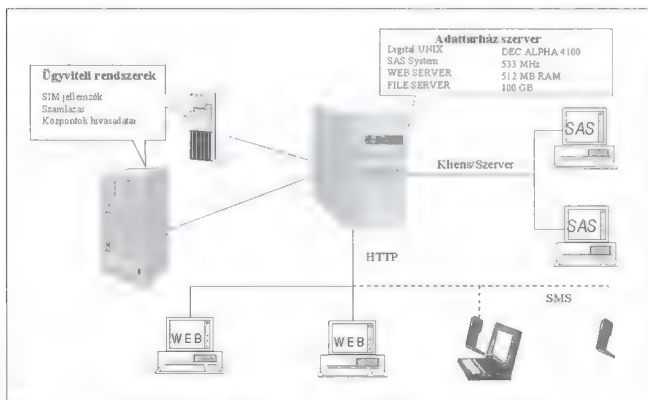 Adattárház szerver
Digital UNIX DEC ALPHA 4100
SAS System 533 MHz
WEB SERVER 512 MB RAM
FILE SERVER 100 GB
Ügyviteli rendszerek
SIM jellemzők
Számlázás
Központok hívásadatai
SAS
Kliens/Szerver
SAS
HTTP
SMS
WEB
WEB